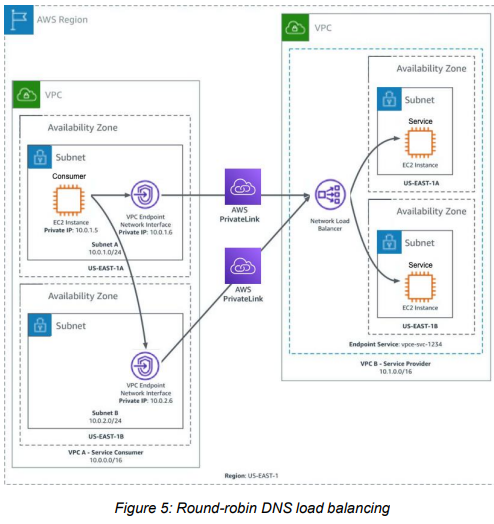 AWS Region
VPC
Availability Zone
Subnet
Consumer
EC2 Instance
Private IP: 10.0.1.5
VPC Endpoint
Network Interface
Private IP: 10.0.1.6
Subnet A
10.0.1.0/24
US-EAST-1A
Availability Zone
Subnet
VPC Endpoint
Network Interface
Private IP: 10.0.2.6
Subnet B
10.0.2.0/24
US-EAST-1B
VPC A - Service Consumer
10.0.0.0/16
AWS
PrivateLink
AWS
PrivateLink
VPC
Network Load
Balancer
Availability Zone
Subnet
Service
EC2 Instance
US-EAST-1A
Availability Zone
Subnet
Service
EC2 Instance
US-EAST-1B
Endpoint Service: vpce-svc-1234
VPC B - Service Provider
10.1.0.0/16
Region: US-EAST-1
Figure 5: Round-robin DNS load balancing